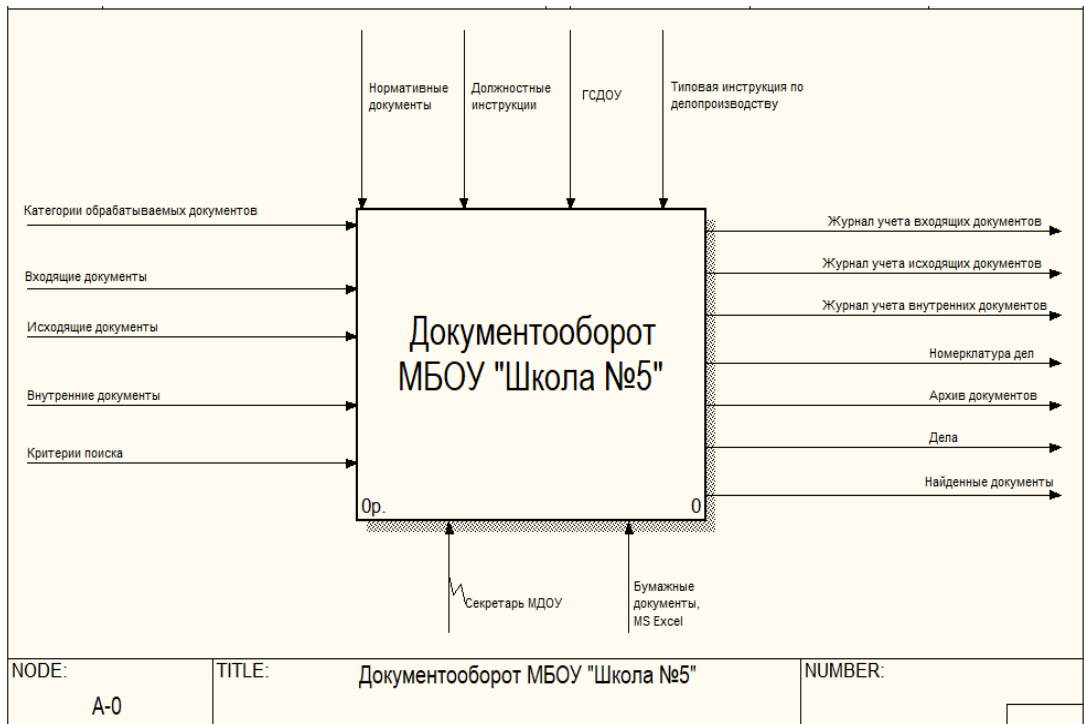 Нормативные
документы
Должностные
инструкции
ГСДОУ
Типовая инструкция по
делопроизводству
Категории обрабатываемых документов
Входящие документы
Исходящие документы
Внутренние документы
Критерии поиска
Документооборот
МБОУ "Школа №5"
0р.
0
Журнал учета входящих документов
Журнал учета исходящих документов
Журнал учета внутренних документов
Номерклатура дел
Архив документов
Дела
Найденные документы
Секретарь МДОУ
Бумажные
документы,
MS Excel
NODE:
A-0
TITLE:
Документооборот МБОУ "Школа №5"
NUMBER: